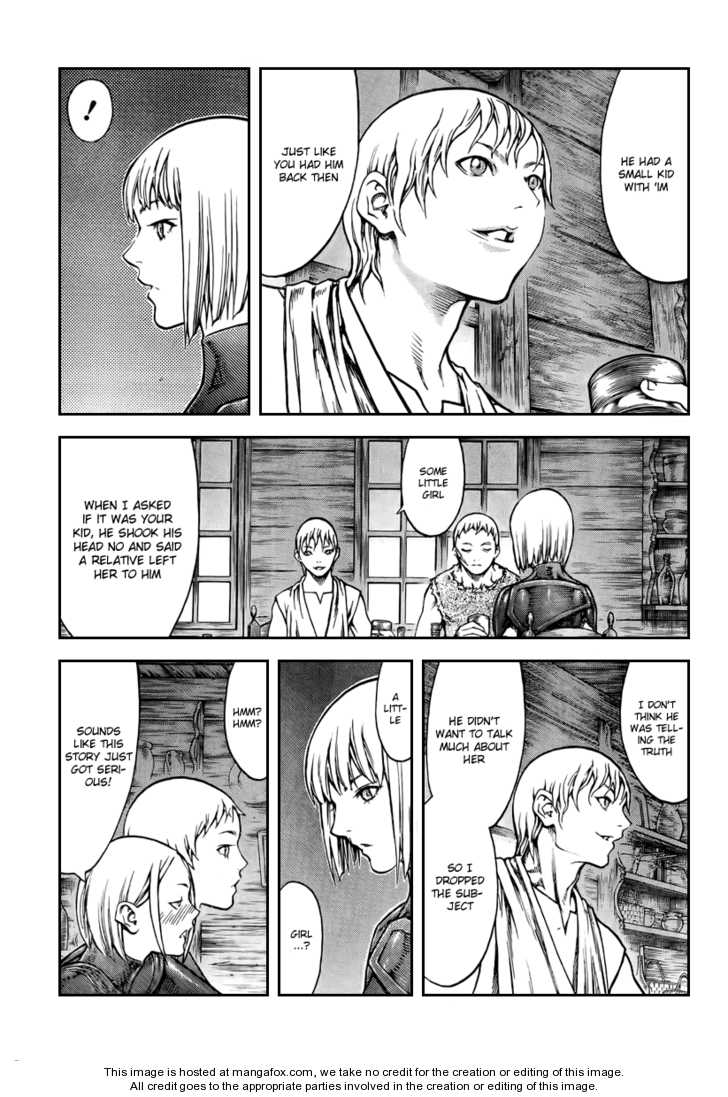 HE HAD A
SMALL KID
WITH 'IM
JUST LIKE
YOU HAD HIM
BACK THEN
!
SOME
LITTLE
GIRL
WHEN I ASKED
IF IT WAS YOUR
KID, HE SHOOK HIS
HEAD NO AND SAID
A RELATIVE LEFT
HER TO HIM
I DON'T
THINK HE
WAS TELL-
ING THE
TRUTH
HE DIDN'T
WANT TO TALK
MUCH ABOUT
HER
SO I
DROPPED
THE SUB-
JECT
A
LITT-
LE
GIRL
...?
HMM?
HMM?
SOUNDS
LIKE THIS
STORY JUST
GOT SERI-
OUS!
This image is hosted at mangafox.com, we take no credit for the creation or editing of this image.
All credit goes to the appropriate parties involved in the creation or editing of this image.